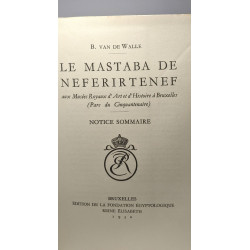 B. VAN DE WALLE
LE MASTABA DE
NEFERIRTENEF
aux Musées Royaux d'Art et d'Histoire à Bruxelles
(Parc du Cinquantenaire)
NOTICE SOMMAIRE
BRUXELLES
ÉDITION DE LA FONDATION ÉGYPTOLOGIQUE
REINE ÉLISABETH